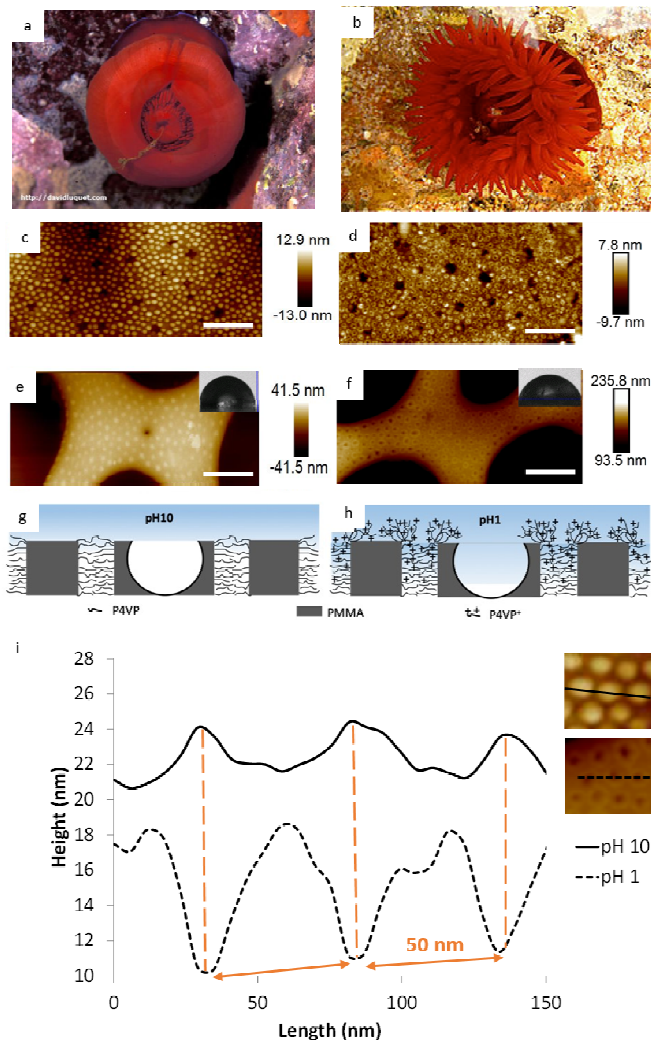 a
b
http://davidluquet.com
c
12.9 nm
-13.0 nm
d
7.8 nm
-9.7 nm
e
41.5 nm
-41.5 nm
f
235.8 nm
93.5 nm
g
pH10
h
pH1
P4VP
PMMA
P4VP⁺
i
28
26
24
22
20
18
16
14
12
10
Height (nm)
50 nm
0
50
100
150
Length (nm)
pH 10
pH 1